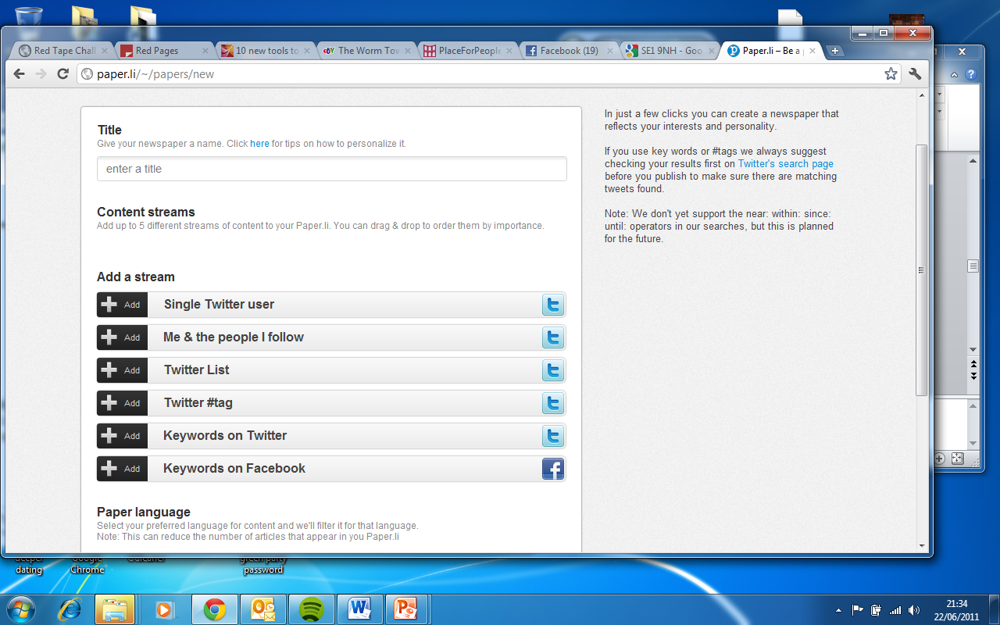 Red Tape Chall
Red Pages
10 new tools to
The Worm Tow
PlaceForPeople
Facebook (19)
SE1 9NH - Goo
Paper.li – Be a p
paper.li/~/papers/new
Title
Give your newspaper a name. Click here for tips on how to personalize it.
enter a title
Content streams
Add up to 5 different streams of content to your Paper.li. You can drag & drop to order them by importance.
Add a stream
Add Single Twitter user
Add Me & the people I follow
Add Twitter List
Add Twitter #tag
Add Keywords on Twitter
Add Keywords on Facebook
Paper language
Select your preferred language for content and we'll filter it for that language.
Note: This can reduce the number of articles that appear in you Paper.li
In just a few clicks you can create a newspaper that
reflects your interests and personality.
If you use key words or #tags we always suggest
checking your results first on Twitter's search page
before you publish to make sure there are matching
tweets found.
Note: We don't yet support the near: within: since:
until: operators in our searches, but this is planned
for the future.
deeper
dating
Google
Chrome
CCleaner
green party
password
21:34
22/06/2011